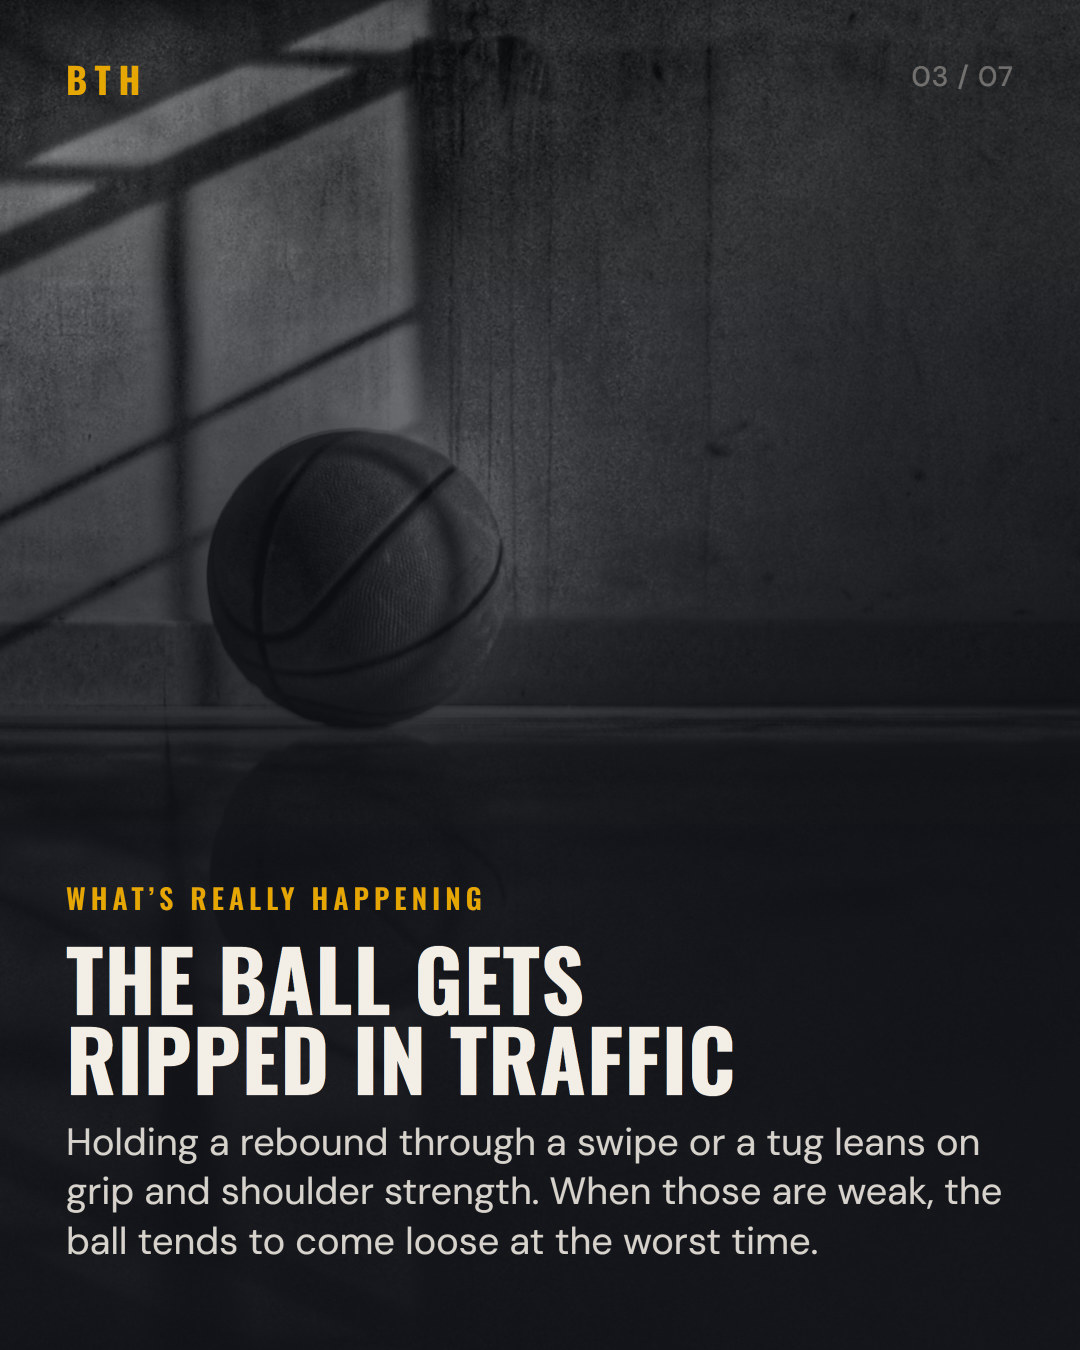 BTH
03 / 07
WHAT’S REALLY HAPPENING
THE BALL GETS
RIPPED IN TRAFFIC
Holding a rebound through a swipe or a tug leans on
grip and shoulder strength. When those are weak, the
ball tends to come loose at the worst time.